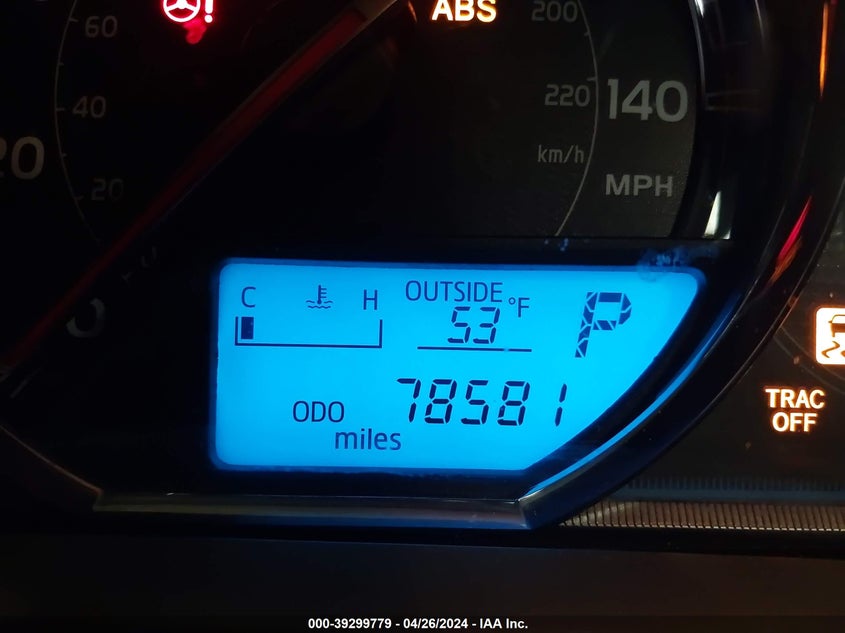 60
ABS
200
40
220
140
20
20
km/h
MPH
C H OUTSIDE °F
53
P
ODO 78581
miles
TRAC
OFF
000-39299779 - 04/26/2024 - IAA Inc.